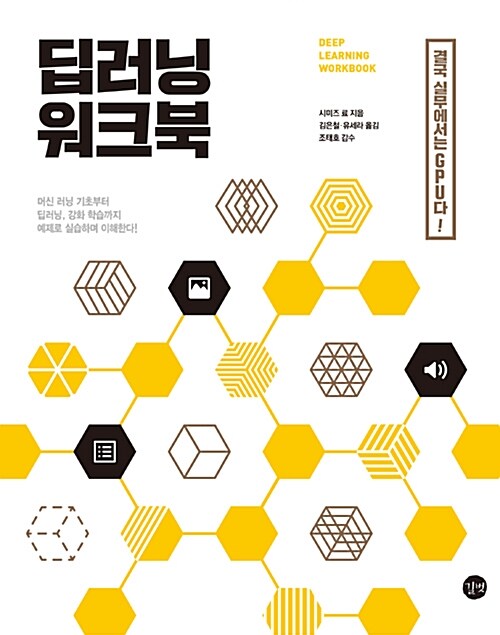 딥러닝
워크북
DEEP
LEARNING
WORKBOOK
시미즈 료 지음
김은철·유세라 옮김
조태호 감수
결국 실무에서는 GPU다!
머신 러닝 기초부터
딥러닝, 강화 학습까지
예제로 실습하며 이해한다!
길벗